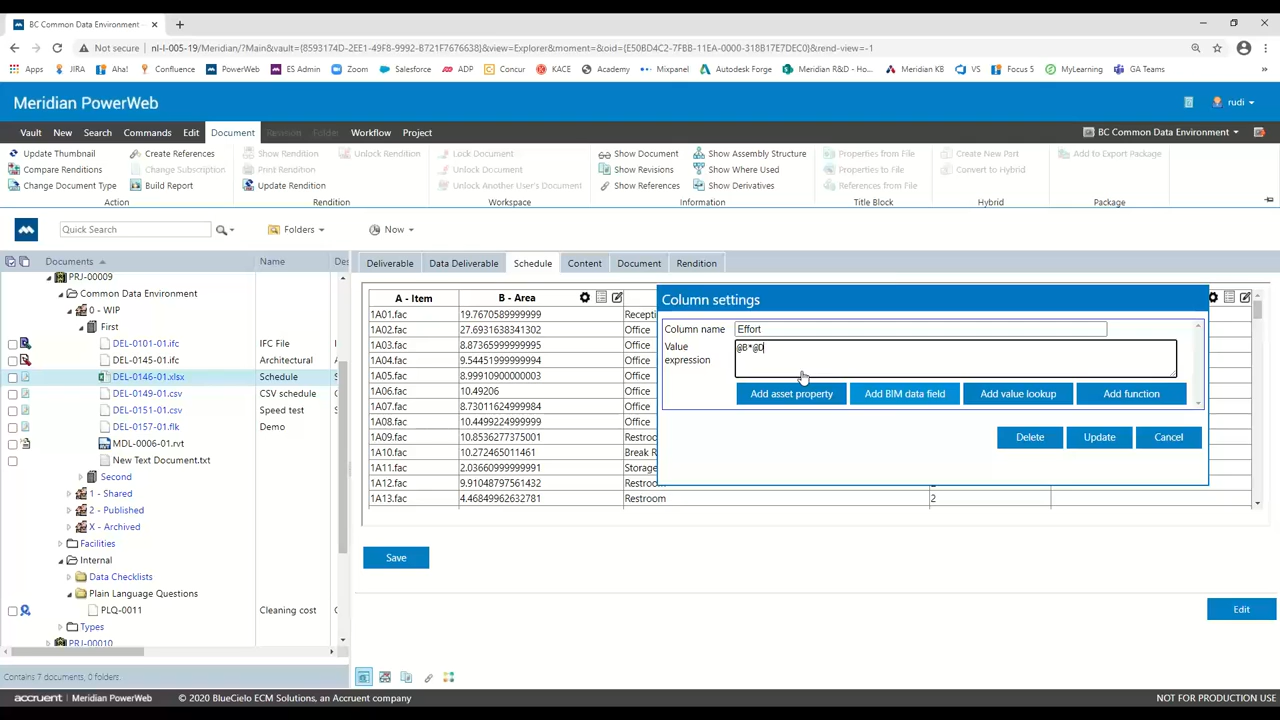 BC Common Data Environment
Not secure
nl-l-005-19/Meridian/?Main&vault={8593174D-2EE1-49F8-9992-B721F7676638}&view=Explorer&moment=&oid={E50BD4C2-7FBB-11EA-0000-318B17E7DEC0}&rend-view=-1
Apps JIRA Aha! Confluence PowerWeb ES Admin Zoom Salesforce ADP Concur KACE Academy Mixpanel Autodesk Forge Meridian R&D - Ho... Meridian KB VS Focus 5 MyLearning GA Teams
Meridian PowerWeb
rudi
Vault New Search Commands Edit Document Revision Folder Workflow Project
BC Common Data Environment
Update Thumbnail Create References Show Rendition Unlock Rendition Lock Document Show Document Show Assembly Structure Properties from File Create New Part Add to Export Package
Compare Renditions Change Subscription Print Rendition Unlock Document Show Revisions Show Where Used Properties to File Convert to Hybrid
Change Document Type Build Report Update Rendition Unlock Another User's Document Show References Show Derivatives References from File
Action Rendition Workspace Information Title Block Hybrid Package
Quick Search
Folders
Now
Documents Name Des
Deliverable Data Deliverable Schedule Content Document Rendition
PRJ-00009
Common Data Environment
0 - WIP
First
DEL-0101-01.ifc IFC File
DEL-0145-01.ifc Architectural
DEL-0146-01.xlsx Schedule
DEL-0149-01.csv CSV schedule
DEL-0151-01.csv Speed test
DEL-0157-01.flk Demo
MDL-0006-01.rvt
New Text Document.txt
Second
1 - Shared
2 - Published
X - Archived
Facilities
Internal
Data Checklists
Plain Language Questions
PLQ-0011 Cleaning cost
Types
PRJ-00010
A - Item B - Area
1A01.fac 19.7670589999999 Recepti
1A02.fac 27.6931638341302 Office
1A03.fac 8.87365999999995 Office
1A04.fac 9.54451999999994 Office
1A05.fac 8.99910900000003 Office
1A06.fac 10.49206 Office
1A07.fac 8.73011624999984 Office
1A08.fac 10.4499224999999 Office
1A09.fac 10.8536277375001 Restroom
1A10.fac 10.272465011461 Break R
1A11.fac 2.03660999999991 Storage
1A12.fac 9.91048797512961 Restroom
1A13.fac 4.46849962632781 Restroom 2
Column settings
Column name Effort
Value expression @B*@D
Add asset property Add BIM data field Add value lookup Add function
Delete Update Cancel
Save
Edit
Contains 7 documents, 0 folders.
accruent Meridian PowerWeb © 2020 BlueCielo ECM Solutions, an Accruent company
NOT FOR PRODUCTION USE